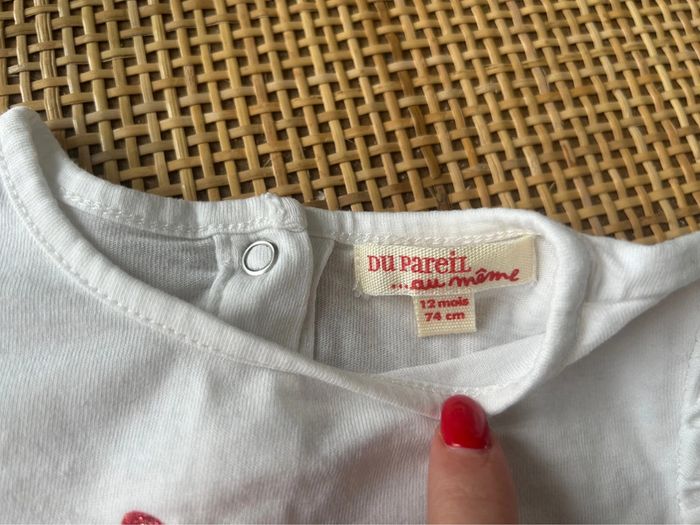 DU PAREIL
...au même
12 mois
74 cm